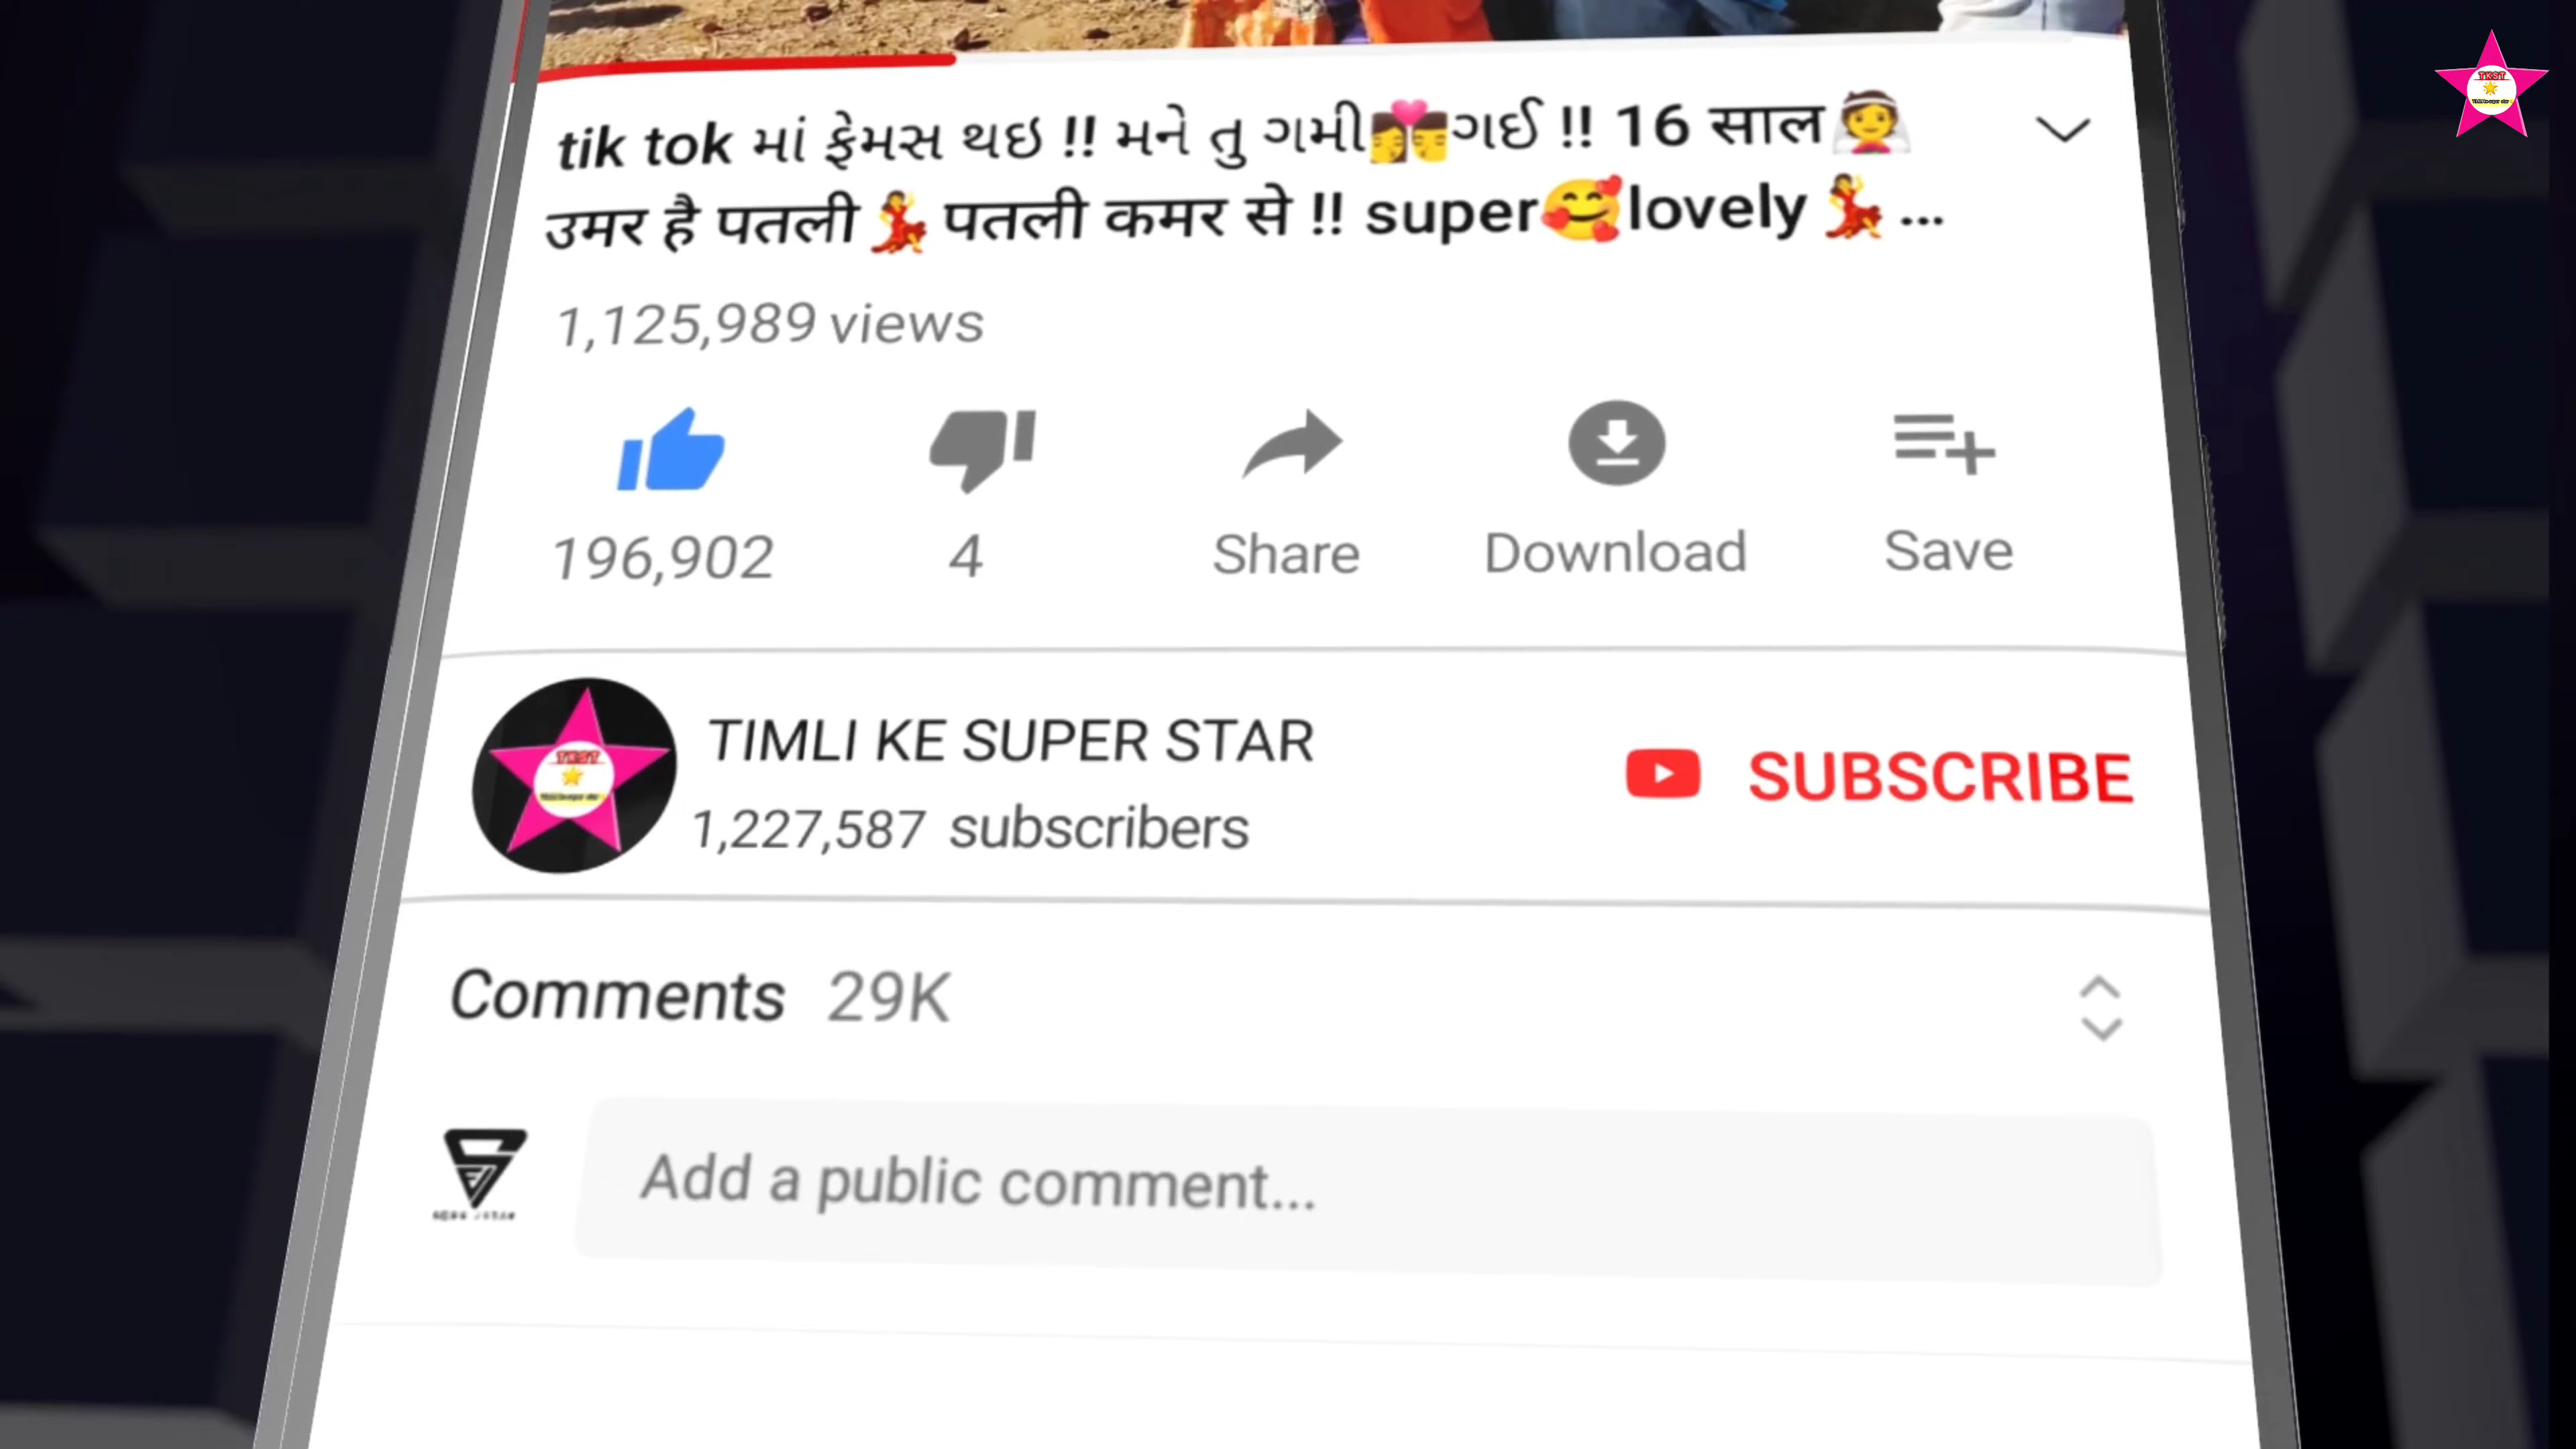 TKST
tik tok માં ફેમસ થઇ !! મને તુ ગમી👩‍❤️‍💋‍👨ગઈ !! 16 साल👰
उमर है पतली💃 पतली कमर से !! super🥰lovely💃...
1,125,989 views
196,902
4
Share
Download
Save
TKST
TIMLI KE SUPER STAR
SUBSCRIBE
1,227,587 subscribers
Comments 29K
Add a public comment...